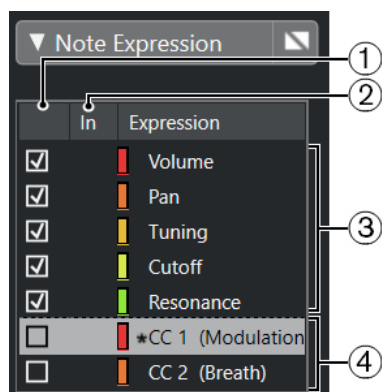 ▼ Note Expression
①
②
In Expression
Volume
Pan
Tuning
Cutoff
Resonance
③
*CC 1 (Modulation
CC 2 (Breath)
④